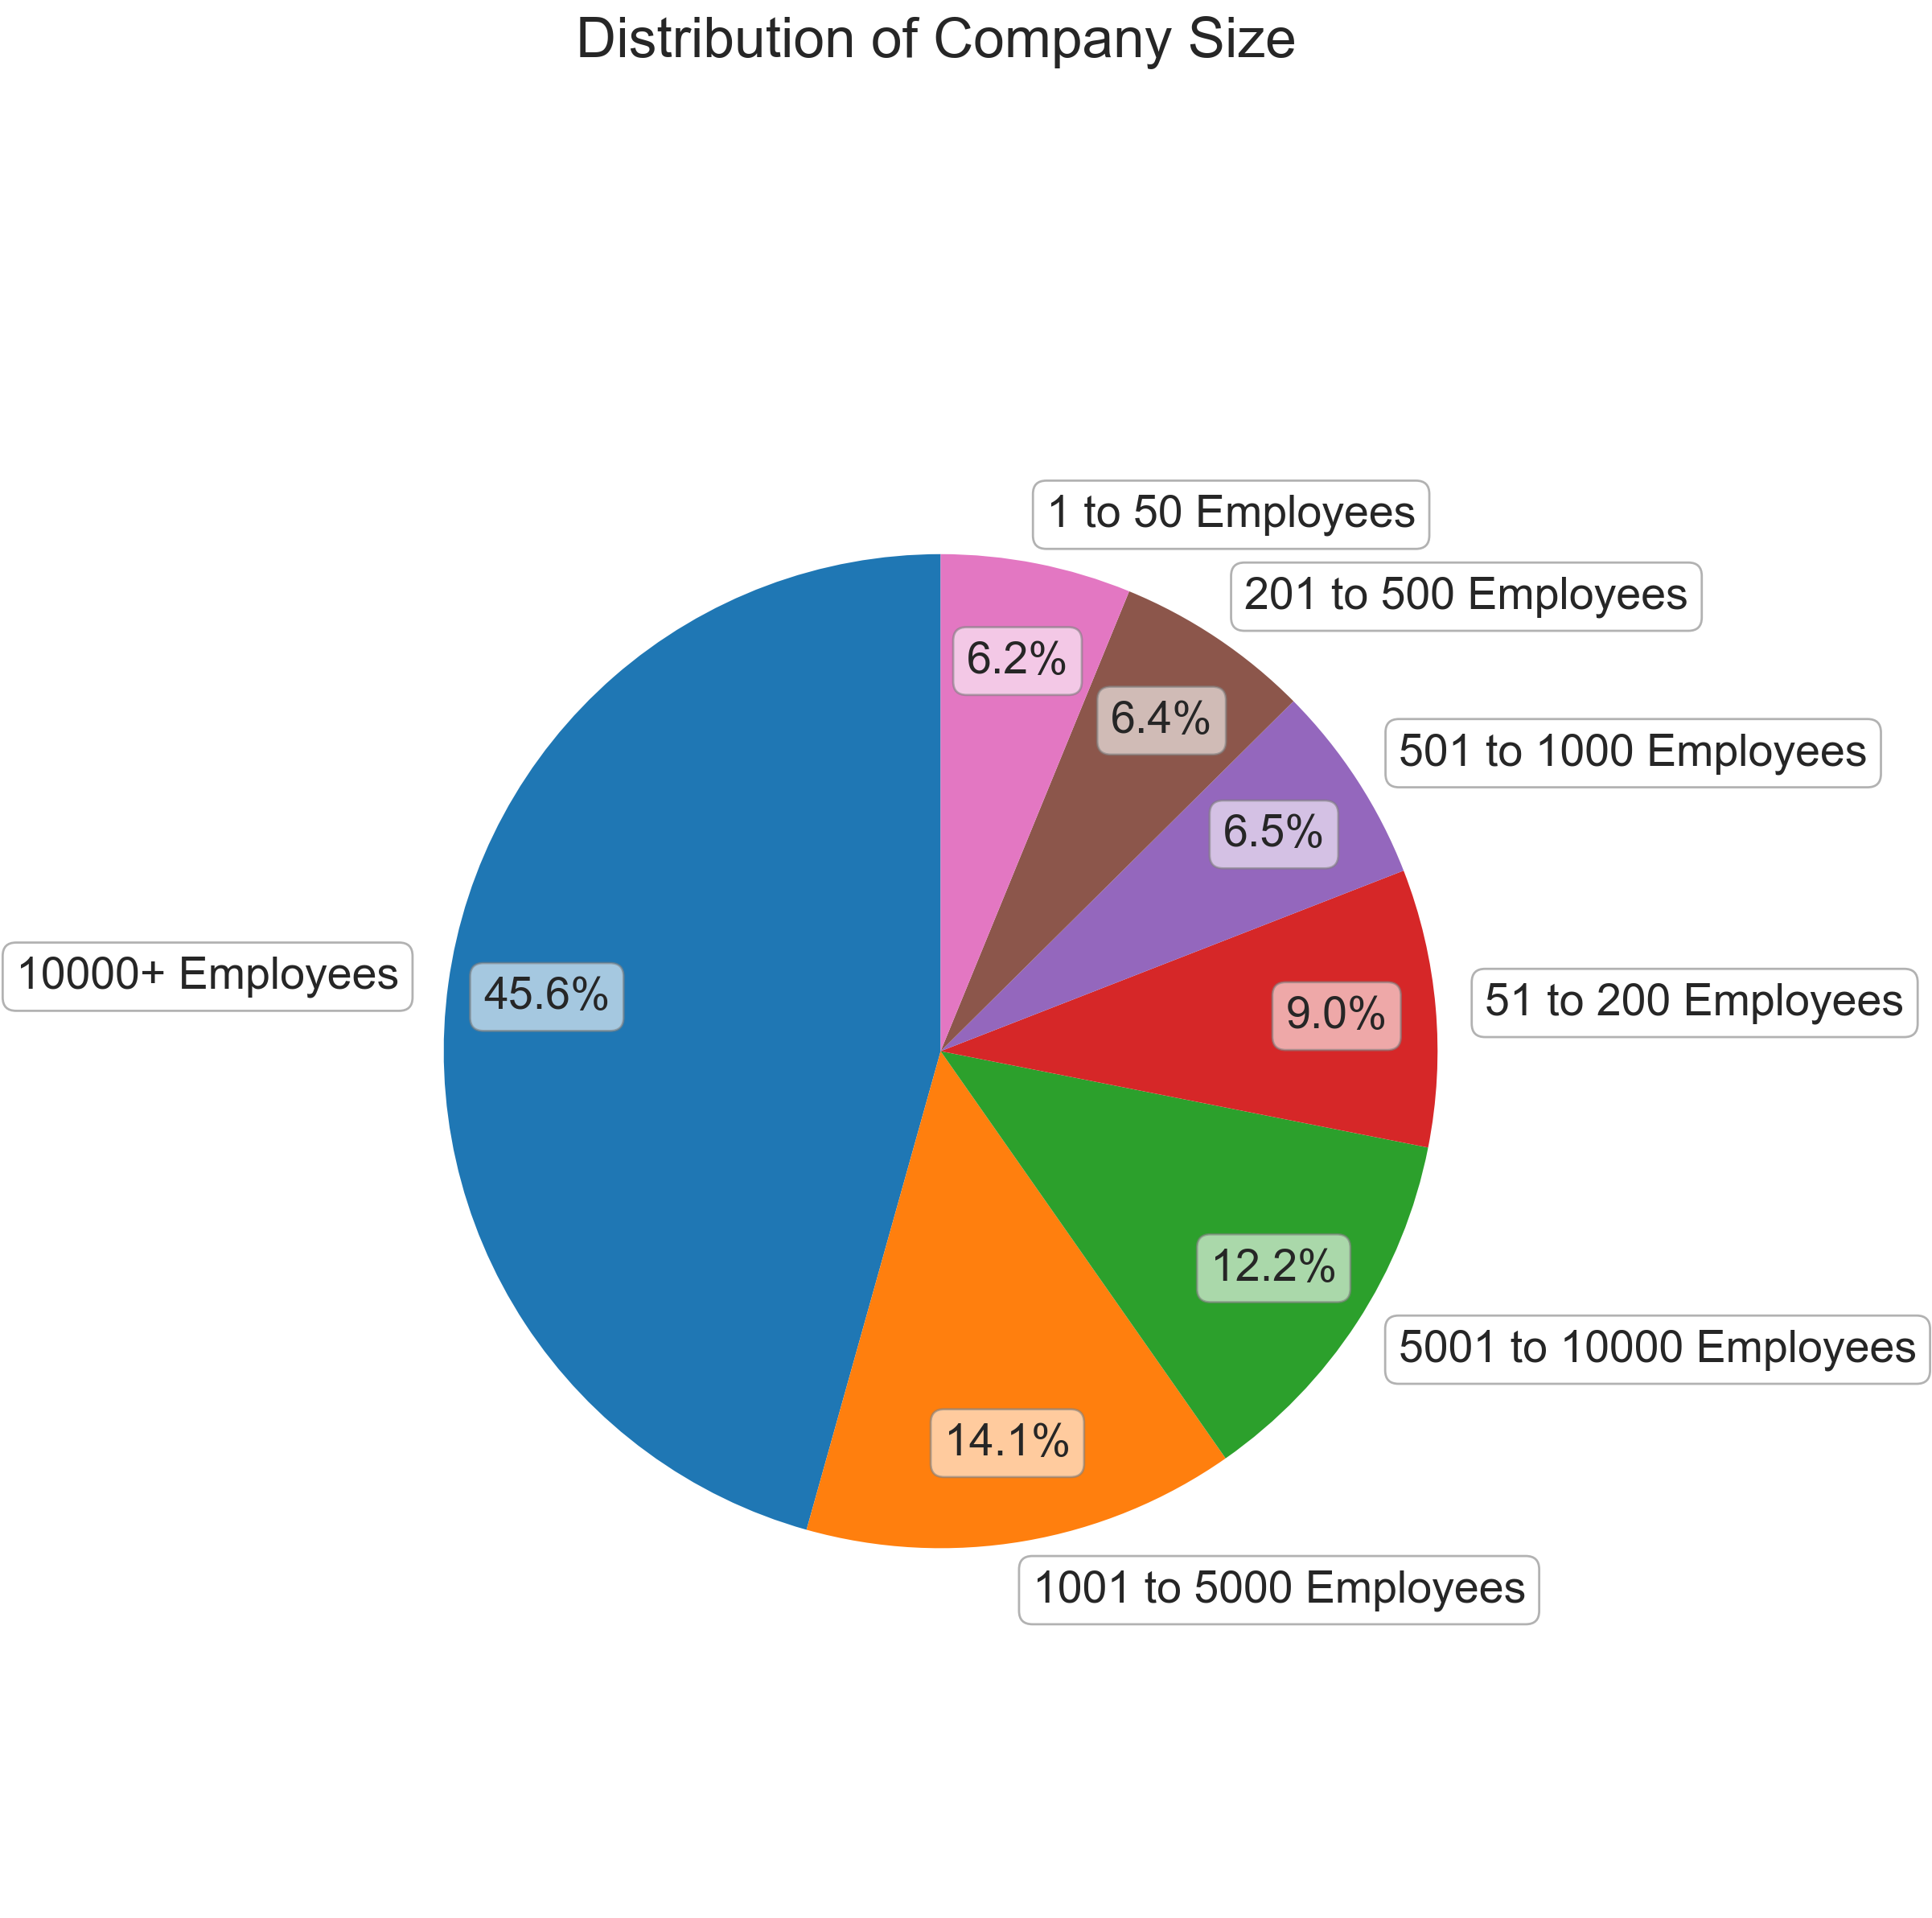 Distribution of Company Size
1 to 50 Employees
201 to 500 Employees
6.2%
6.4%
501 to 1000 Employees
6.5%
10000+ Employees
45.6%
9.0%
51 to 200 Employees
12.2%
5001 to 10000 Employees
14.1%
1001 to 5000 Employees